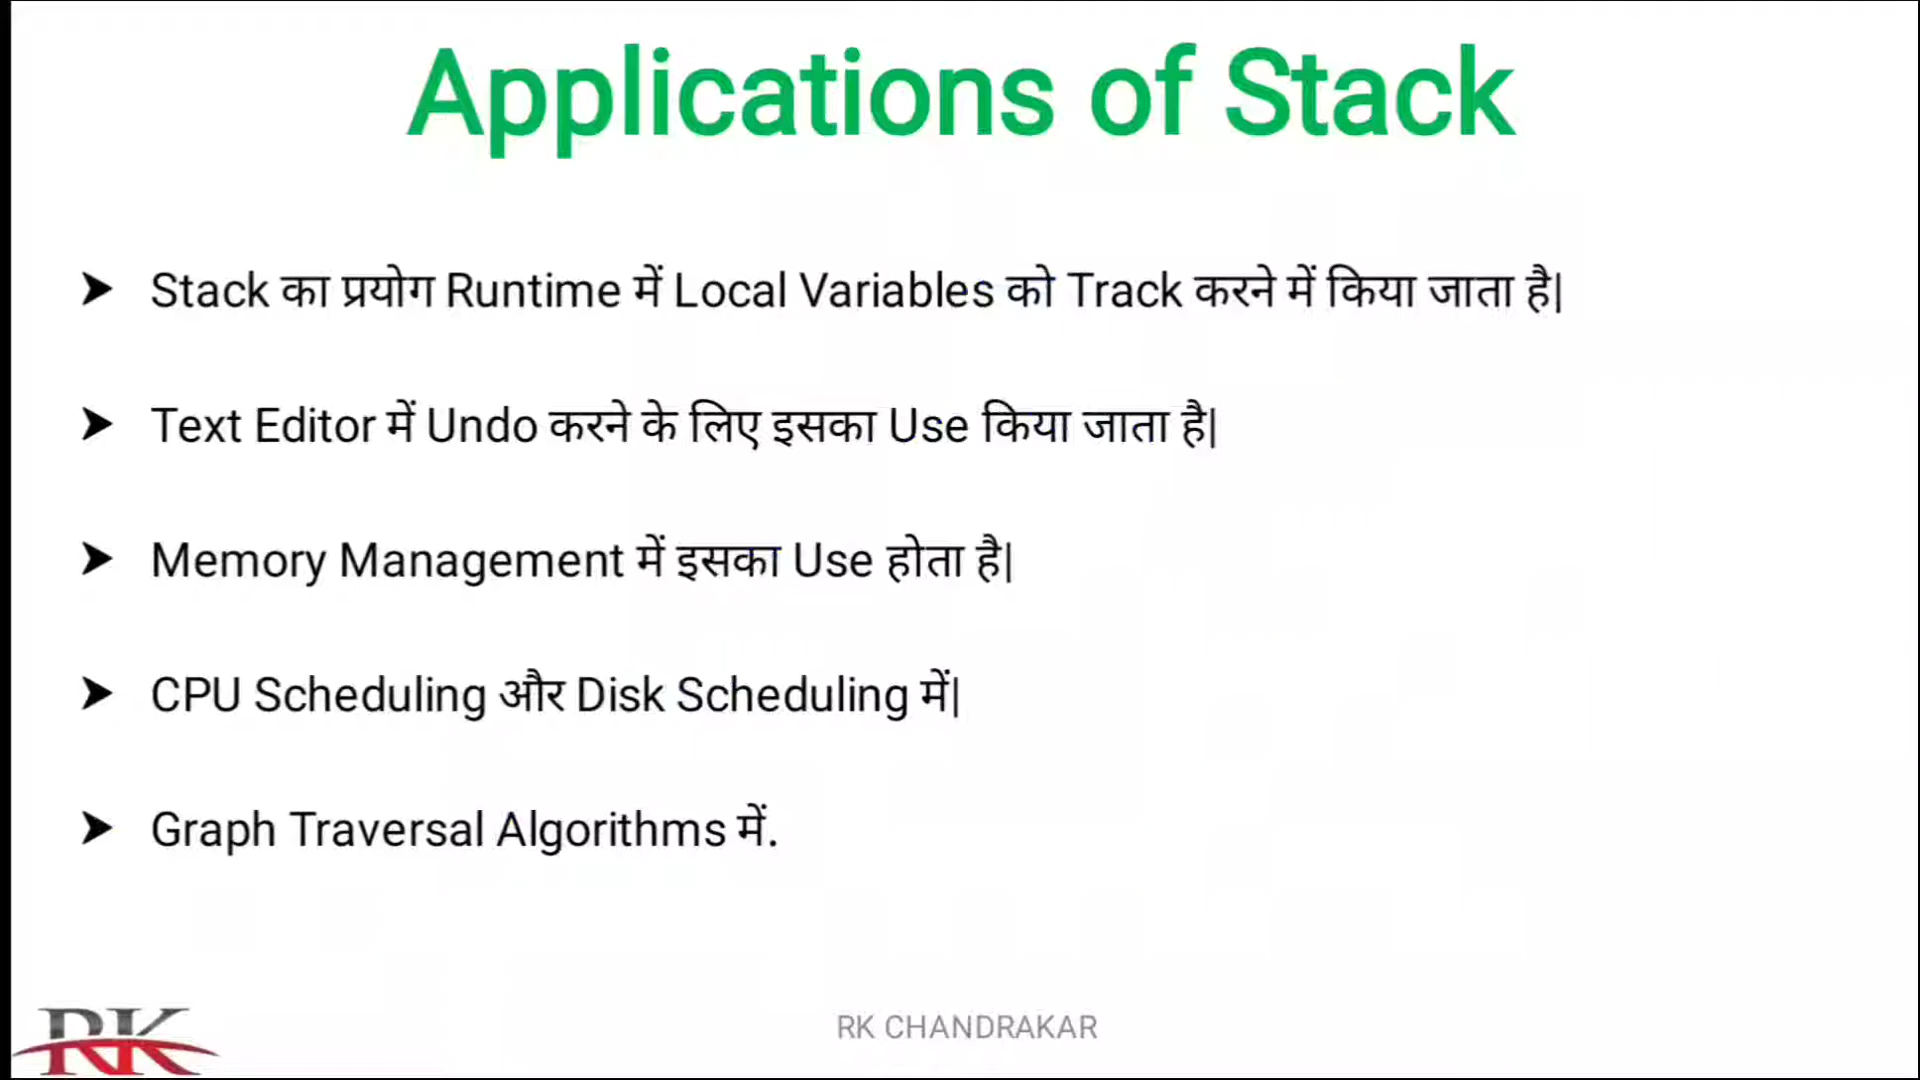 Applications of Stack
➤ Stack का प्रयोग Runtime में Local Variables को Track करने में किया जाता है|
➤ Text Editor में Undo करने के लिए इसका Use किया जाता है|
➤ Memory Management में इसका Use होता है|
➤ CPU Scheduling और Disk Scheduling में|
➤ Graph Traversal Algorithms में.
RK
RK CHANDRAKAR